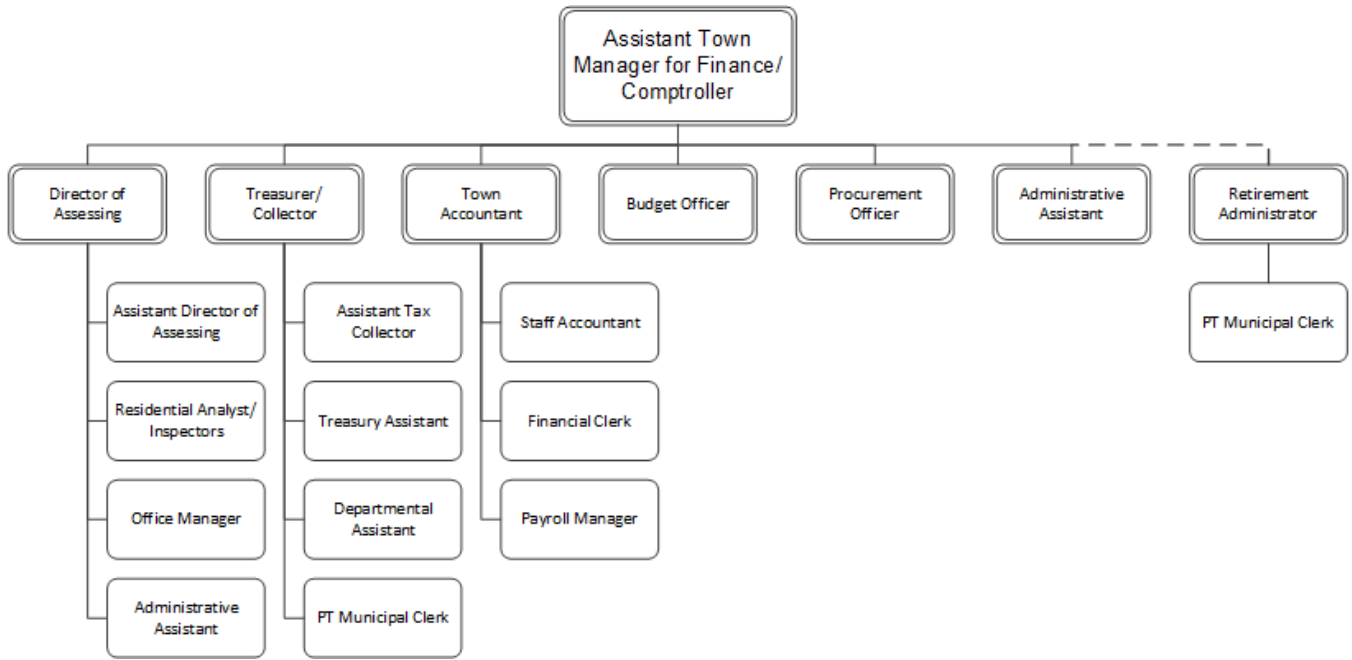 Assistant Town
Manager for Finance/
Comptroller
Director of
Assessing
Treasurer/
Collector
Town
Accountant
Budget Officer
Procurement
Officer
Administrative
Assistant
Retirement
Administrator
Assistant Director of
Assessing
Assistant Tax
Collector
Staff Accountant
PT Municipal Clerk
Residential Analyst/
Inspectors
Treasury Assistant
Financial Clerk
Office Manager
Departmental
Assistant
Payroll Manager
Administrative
Assistant
PT Municipal Clerk